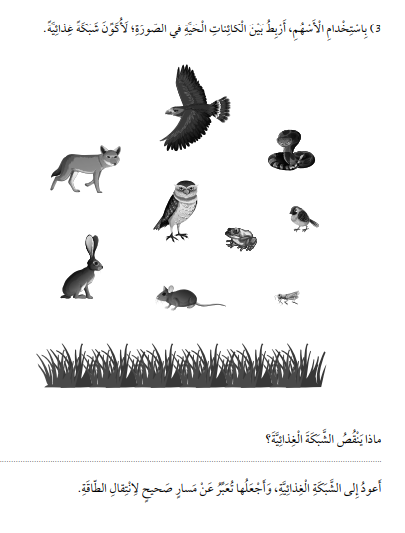 3) بِاسْتِخْدامِ الْأَسْهُمِ، أَرْبِطُ بَيْنَ الْكائِناتِ الْحَيَّةِ في الصّورَةِ؛ لِأُكَوِّنَ شَبَكَةً غِذائِيَّةً.
ماذا يَنْقُصُ الشَّبَكَةَ الْغِذائِيَّةَ؟
أَعودُ إِلى الشَّبَكَةِ الْغِذائِيَّةِ، وَأَجْعَلُها تُعَبِّرُ عَنْ مَسارٍ صَحيحٍ لِانْتِقالِ الطّاقَةِ.